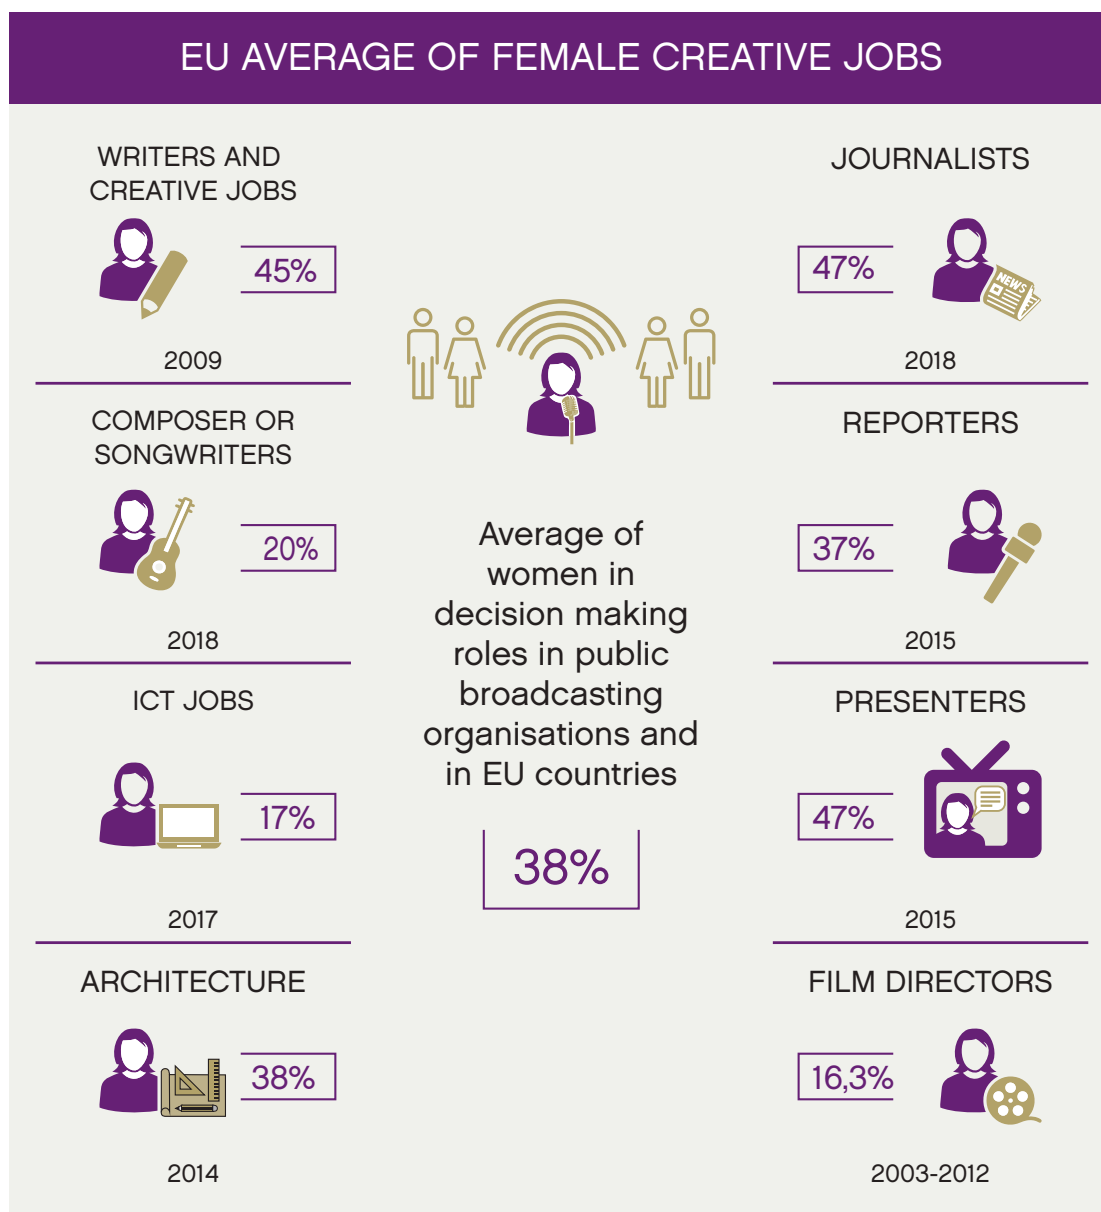 EU AVERAGE OF FEMALE CREATIVE JOBS
WRITERS AND
CREATIVE JOBS
45%
2009
COMPOSER OR
SONGWRITERS
20%
2018
ICT JOBS
17%
2017
ARCHITECTURE
38%
2014
Average of
women in
decision making
roles in public
broadcasting
organisations and
in EU countries
38%
JOURNALISTS
47%
NEWS
2018
REPORTERS
37%
2015
PRESENTERS
47%
2015
FILM DIRECTORS
16,3%
2003-2012